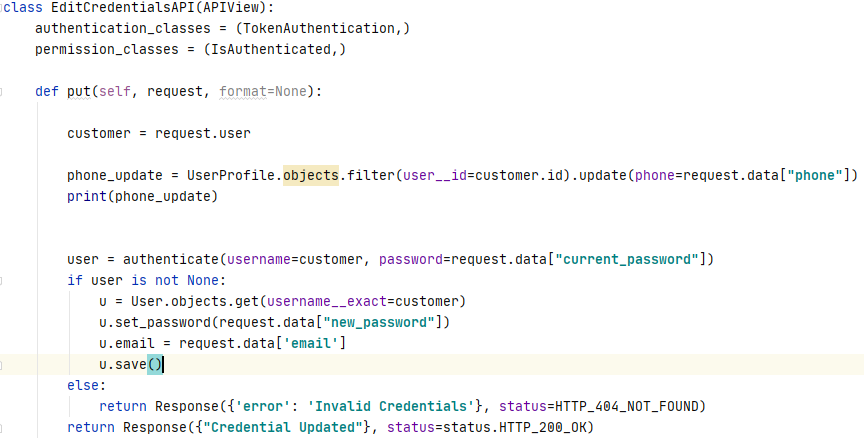 class EditCredentialsAPI(APIView):
    authentication_classes = (TokenAuthentication,)
    permission_classes = (IsAuthenticated,)
    def put(self, request, format=None):
        customer = request.user
        phone_update = UserProfile.objects.filter(user__id=customer.id).update(phone=request.data["phone"])
        print(phone_update)
        user = authenticate(username=customer, password=request.data["current_password"])
        if user is not None:
            u = User.objects.get(username__exact=customer)
            u.set_password(request.data["new_password"])
            u.email = request.data['email']
            u.save()
        else:
            return Response({'error': 'Invalid Credentials'}, status=HTTP_404_NOT_FOUND)
        return Response({"Credential Updated"}, status=status.HTTP_200_OK)